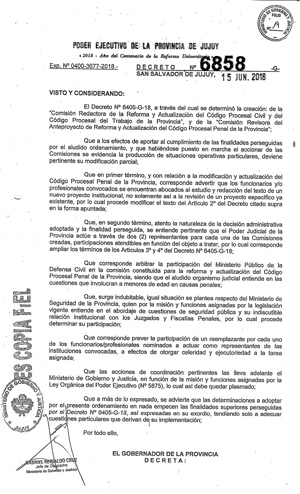 PODER EJECUTIVO DE LA PROVINCIA DE JUJUY
«2018 - Año del Centenario de la Reforma Universitaria»
Exp. Nº 0400-3677-2018.-
DECRETO Nº 6858 -G-
SAN SALVADOR DE JUJUY, 15 JUN. 2018
VISTO Y CONSIDERANDO:
El Decreto Nº 6405-G-18, a través del cual se determinó la creación: de la
"Comisión Redactora de la Reforma y Actualización del Código Procesal Civil y del
Código Procesal del Trabajo de la Provincia", y de la "Comisión Revisora del
Anteproyecto de Reforma y Actualización del Código Procesal Penal de la Provincia";
Que a los efectos de aportar al cumplimiento de las finalidades perseguidas
por el aludido ordenamiento, y que habiéndose puesto en marcha el accionar de las
Comisiones se evidencia la producción de situaciones operativas particulares, deviene
pertinente su modificación parcial;
Que, en primer término, y con relación a la modificación y actualización del
Código Procesal Penal de la Provincia, corresponde advertir que los funcionarios y/o
profesionales convocados se encuentran abocados al estudio y redacción del texto de un
nuevo proyecto institucional, no solamente así a la revisión de un proyecto específico ya
existente, por lo cual procede modificar el texto del Artículo 2º del Decreto citado supra
en la forma apuntada;
Que, en segundo término, atento la naturaleza de la decisión administrativa
adoptada y la finalidad perseguida, se entiende pertinente que el Poder Judicial de la
Provincia actúe a través de dos (2) representantes para cada una de las Comisiones
creadas, participaciones atendibles en función del objeto a tratar, por lo cual corresponde
ampliar los términos de los Artículos 3º y 4º del Decreto Nº 6405-G-18;
Que corresponde arbitrar la participación del Ministerio Público de la
Defensa Civil en la comisión constituida para la reforma y actualización del Código
Procesal Penal de la Provincia, siendo que el aludido organismo judicial entiende en las
cuestiones que involucran a menores de edad en causas penales;
Que, surge indubitable, igual situación se plantea respecto del Ministerio de
Seguridad de la Provincia, quien por la misión y funciones asignadas por la legislación
vigente entiende en el abordaje de cuestiones de seguridad pública y su indiscutible
relación institucional con los Juzgados y Fiscalías Penales, por lo cual procede
determinar su participación;
Que corresponde prever la participación de un reemplazante por cada uno
de los funcionarios/profesionales nominados a actuar como representantes de las
instituciones convocadas, a efectos de otorgar celeridad y ejecutoriedad a la tarea
asignada;
Que las acciones de coordinación pertinentes las lleva adelante el
Ministerio de Gobierno y Justicia, en función de la misión y funciones asignadas por la
Ley Orgánica del Poder Ejecutivo (Nº 5875), lo cual así debe quedar plasmado;
Que a más de lo expresado, se advierte que las determinaciones a adoptar
por el presente ordenamiento en nada empecen las finalidades superiores perseguidas
por el Decreto Nº 6405-G-18, así expresadas en su exordio, tendiendo solo a adecuar
cuestiones particulares que derivan de su implementación;
Por todo ello,
EL GOBERNADOR DE LA PROVINCIA
DECRETA:
ES COPIA FIEL
Jefa de Despacho
Ministerio de Gobierno y Justicia